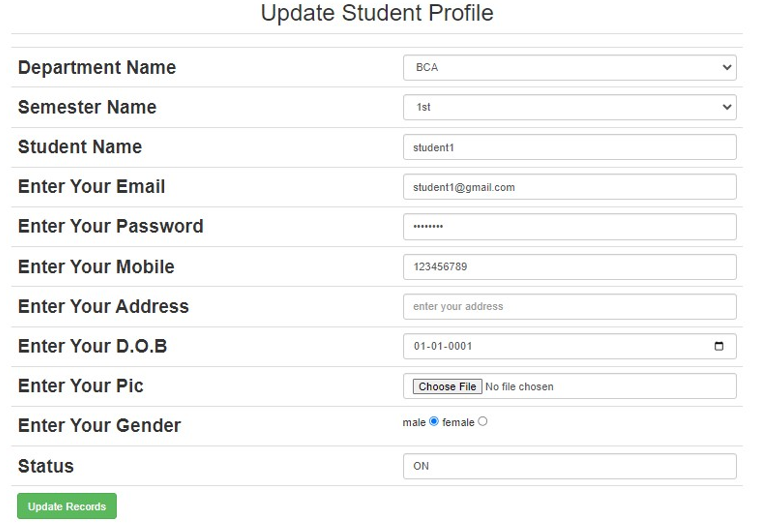 Update Student Profile
Department Name BCA
Semester Name 1st
Student Name student1
Enter Your Email student1@gmail.com
Enter Your Password ••••••••
Enter Your Mobile 123456789
Enter Your Address enter your address
Enter Your D.O.B 01-01-0001
Enter Your Pic Choose File No file chosen
Enter Your Gender male female
Status ON
Update Records